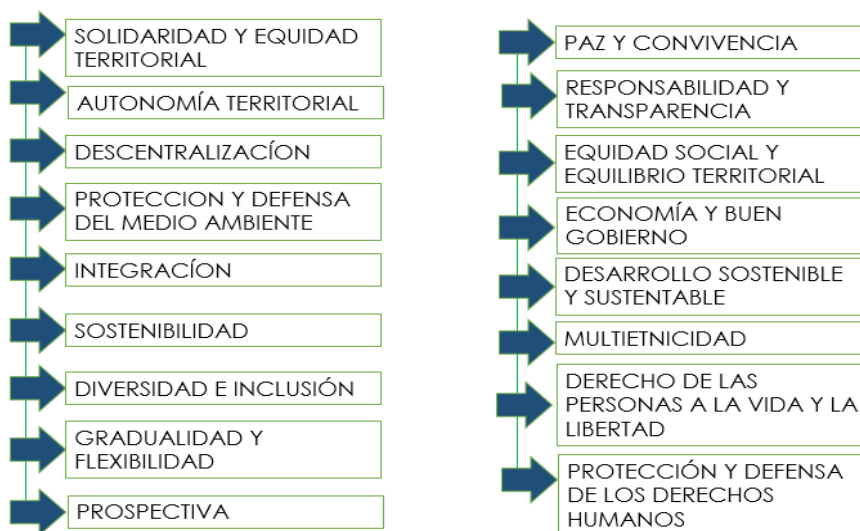 SOLIDARIDAD Y EQUIDAD
TERRITORIAL
AUTONOMÍA TERRITORIAL
DESCENTRALIZACÍON
PROTECCION Y DEFENSA
DEL MEDIO AMBIENTE
INTEGRACÍON
SOSTENIBILIDAD
DIVERSIDAD E INCLUSIÓN
GRADUALIDAD Y
FLEXIBILIDAD
PROSPECTIVA
PAZ Y CONVIVENCIA
RESPONSABILIDAD Y
TRANSPARENCIA
EQUIDAD SOCIAL Y
EQUILIBRIO TERRITORIAL
ECONOMÍA Y BUEN
GOBIERNO
DESARROLLO SOSTENIBLE
Y SUSTENTABLE
MULTIETNICIDAD
DERECHO DE LAS
PERSONAS A LA VIDA Y LA
LIBERTAD
PROTECCIÓN Y DEFENSA
DE LOS DERECHOS
HUMANOS